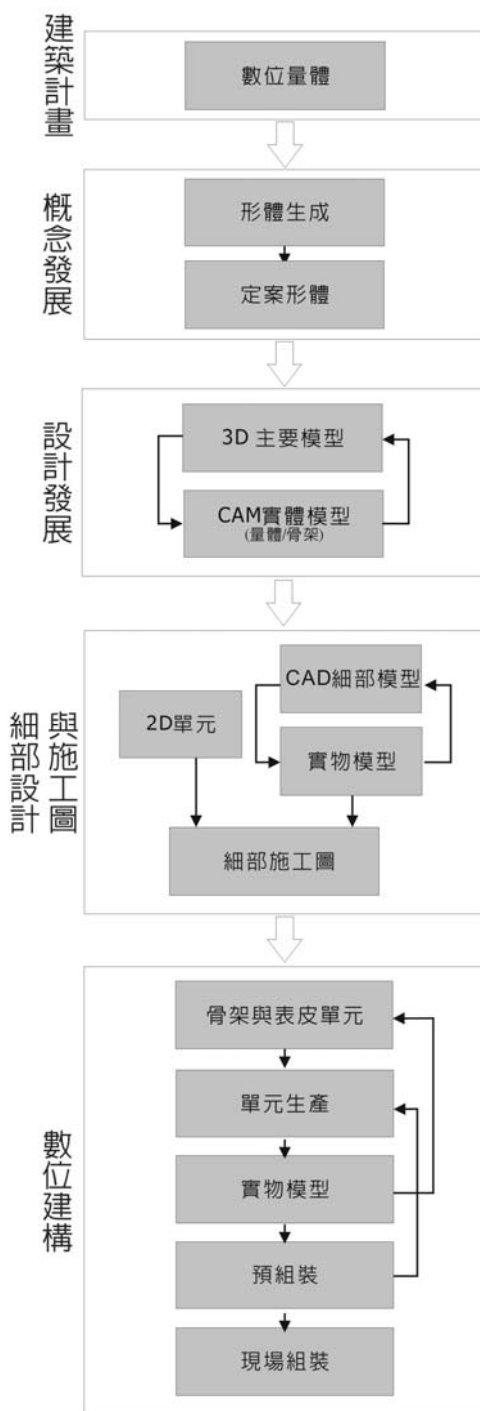 建築計畫
數位量體
概念發展
形體生成
定案形體
設計發展
3D 主要模型
CAM實體模型
(量體/骨架)
細部設計
與施工圖
CAD細部模型
2D單元
實物模型
細部施工圖
數位建構
骨架與表皮單元
單元生產
實物模型
預組裝
現場組裝